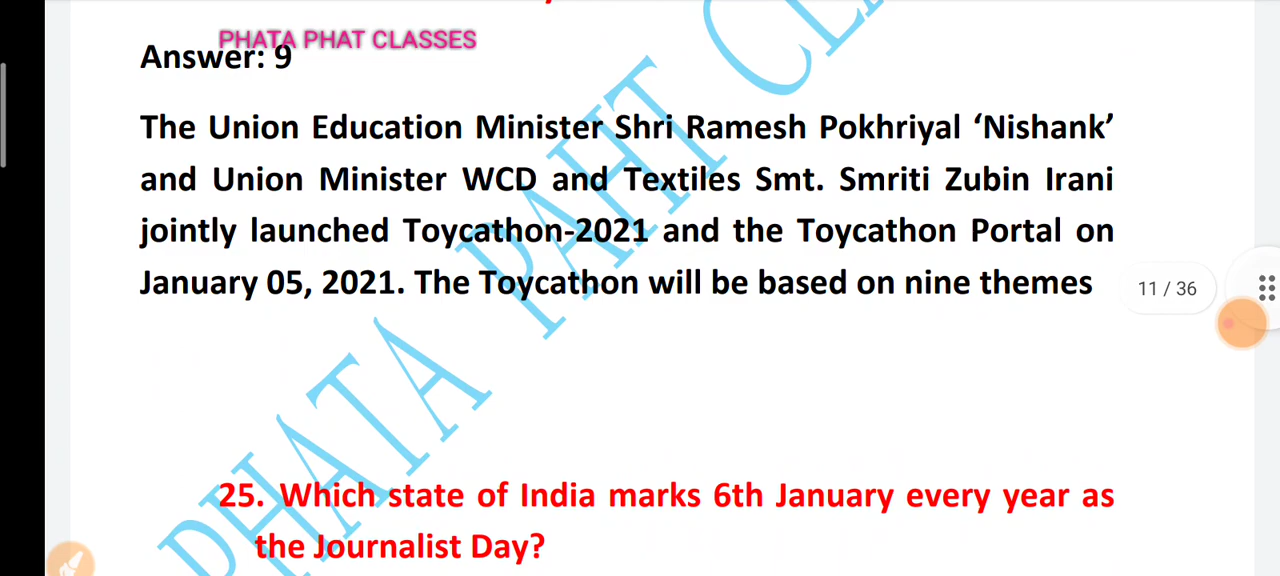 PHATA PHAT CLASSES
Answer: 9
The Union Education Minister Shri Ramesh Pokhriyal ‘Nishank’
and Union Minister WCD and Textiles Smt. Smriti Zubin Irani
jointly launched Toycathon-2021 and the Toycathon Portal on
January 05, 2021. The Toycathon will be based on nine themes
11 / 36
PHATA PAHT CL
25. Which state of India marks 6th January every year as
the Journalist Day?